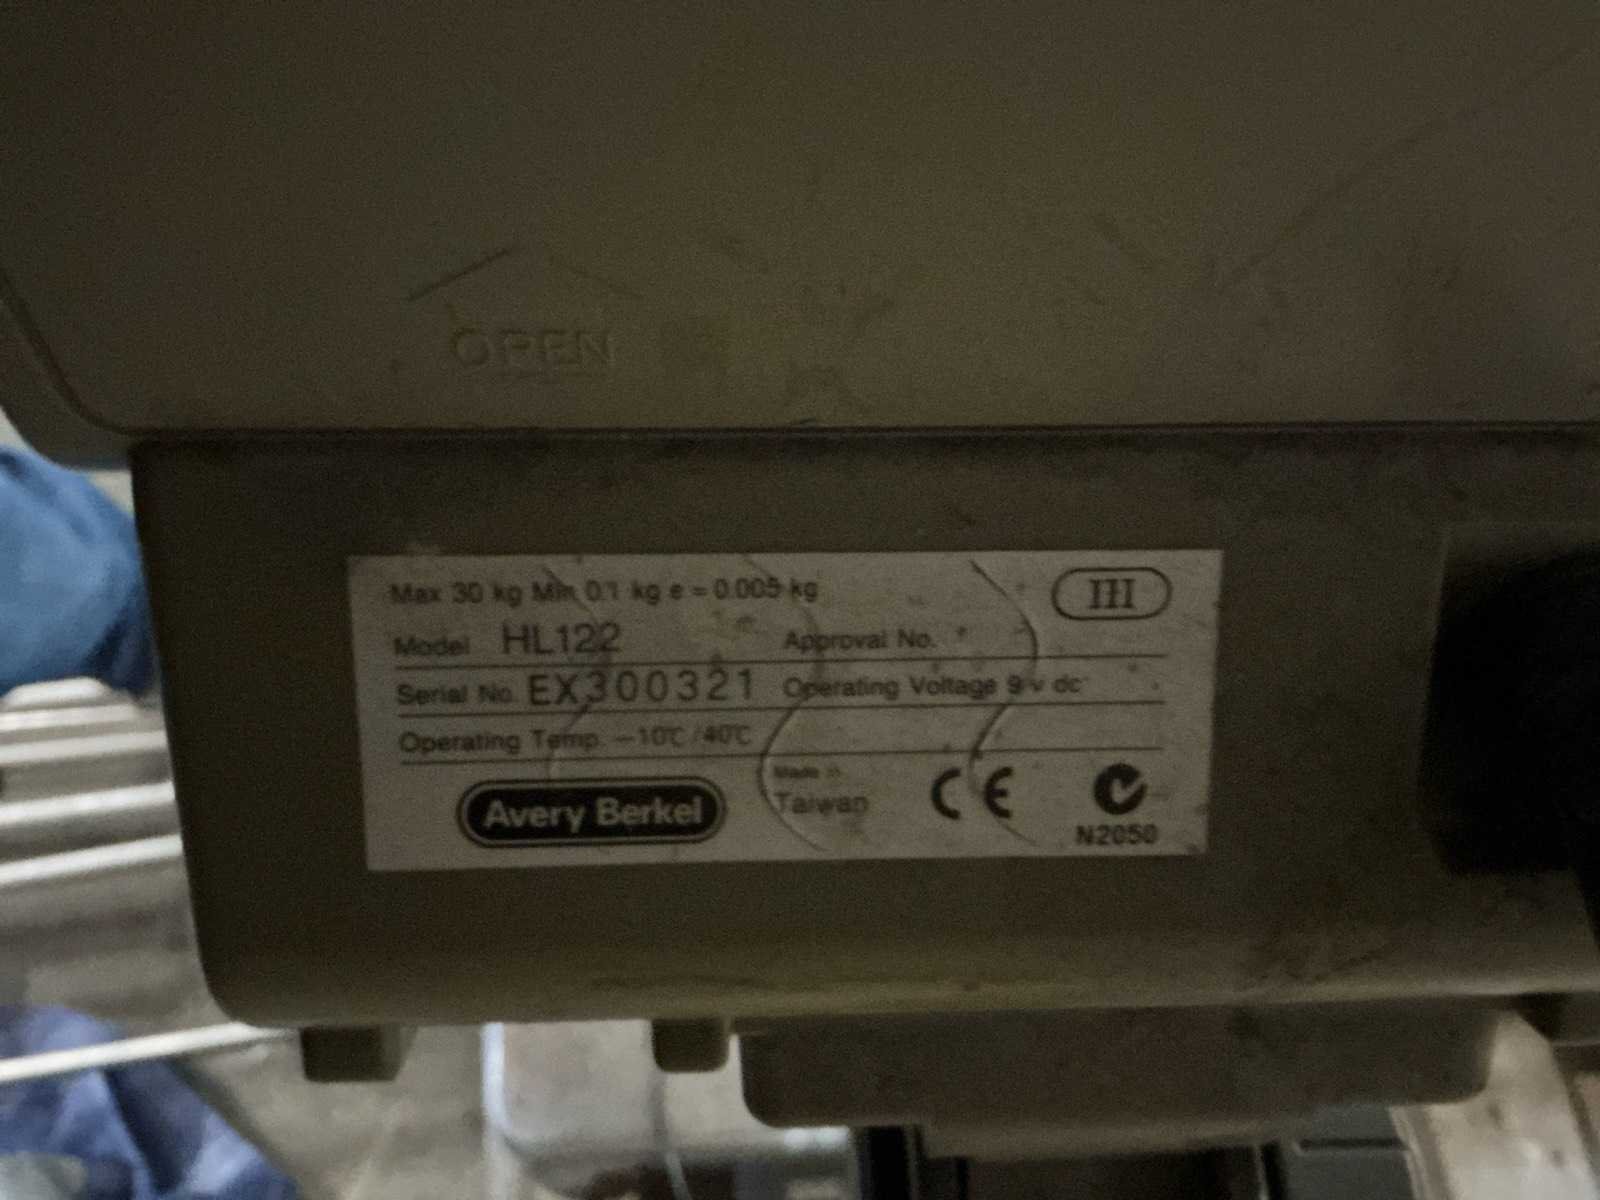 OPEN
Max 30 kg Min 0.1 kg e = 0.005 kg
III
Model HL122 Approval No.
Serial No. EX300321 Operating Voltage 9 v dc
Operating Temp. -10℃/40℃
Avery Berkel
Made in
Taiwan
CE
N2050